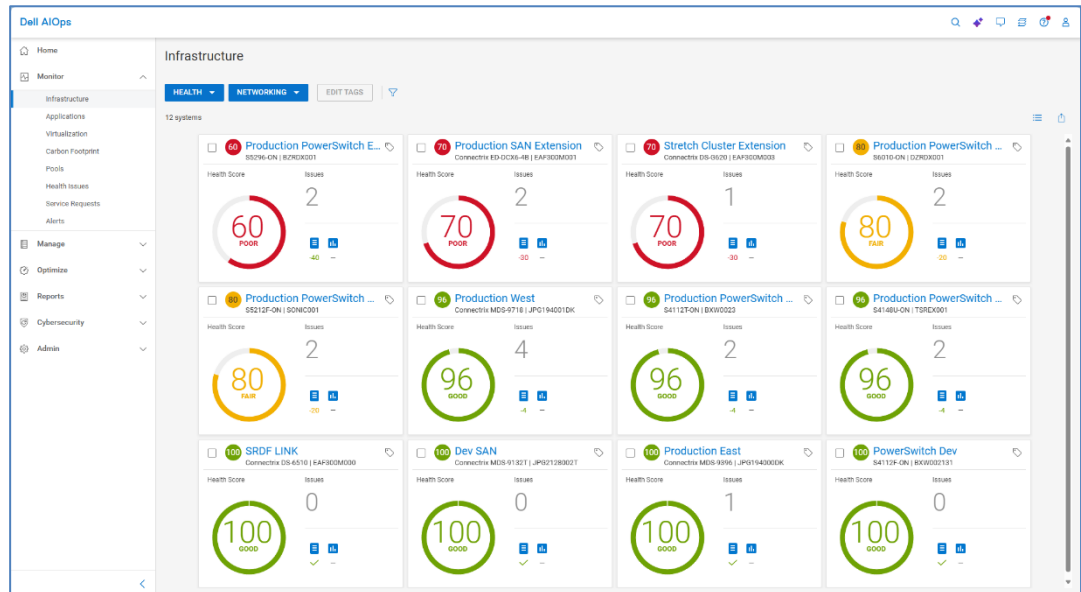 Dell AIOps
Home
Monitor
Infrastructure
Applications
Virtualization
Carbon Footprint
Pools
Health Issues
Service Requests
Alerts
Manage
Optimize
Reports
Cybersecurity
Admin
Infrastructure
HEALTH NETWORKING EDIT TAGS
12 systems
60 Production PowerSwitch E...
S5296-ON | BZRDX001
Health Score Issues
2
60
POOR
-40 –
70 Production SAN Extension
Connectrix ED-DCX6-4B | EAF300M001
Health Score Issues
2
70
POOR
-30 –
70 Stretch Cluster Extension
Connectrix DS-G620 | EAF300M003
Health Score Issues
1
70
POOR
-30 –
80 Production PowerSwitch ...
S6010-ON | DZRDX001
Health Score Issues
2
80
FAIR
-20 –
80 Production PowerSwitch ...
S5212F-ON | SONIC001
Health Score Issues
2
80
FAIR
-20 –
96 Production West
Connectrix MDS-9718 | JPG194001DK
Health Score Issues
4
96
GOOD
-4 –
96 Production PowerSwitch ...
S4112T-ON | BXW0023
Health Score Issues
2
96
GOOD
-4 –
96 Production PowerSwitch ...
S4148U-ON | TSREX001
Health Score Issues
2
96
GOOD
-4 –
100 SRDF LINK
Connectrix DS-6510 | EAF300M000
Health Score Issues
0
100
GOOD
–
100 Dev SAN
Connectrix MDS-9132T | JPG2128002T
Health Score Issues
0
100
GOOD
–
100 Production East
Connectrix MDS-9396 | JPG194000DK
Health Score Issues
1
100
GOOD
–
100 PowerSwitch Dev
S4112F-ON | BXW002131
Health Score Issues
0
100
GOOD
–